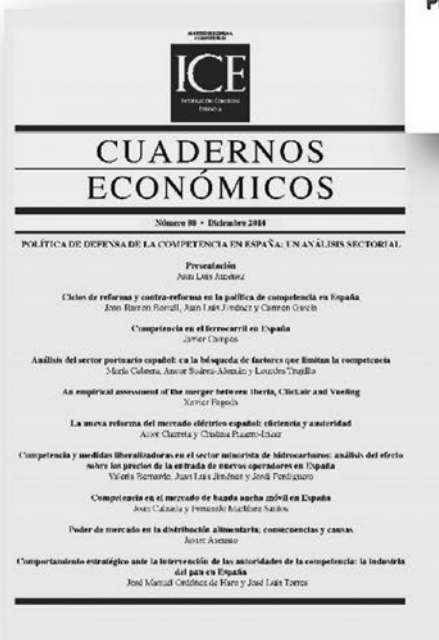 P
ICE
INFORMACIÓN COMERCIAL
ESPAÑOLA
CUADERNOS
ECONÓMICOS
Número 88 • Diciembre 2014
POLÍTICA DE DEFENSA DE LA COMPETENCIA EN ESPAÑA: UN ANÁLISIS SECTORIAL
Presentación
Juan Luis Jiménez
Ciclos de reforma y contra-reforma en la política de competencia en España
Joan-Ramon Borrell, Juan Luis Jiménez y Carmen García
Competencia en el ferrocarril en España
Javier Campos
Análisis del sector portuario español: en la búsqueda de factores que limitan la competencia
María Cabrera, Ancor Suárez-Alemán y Lourdes Trujillo
An empirical assessment of the merger between Iberia, Clickair and Vueling
Xavier Fageda
La nueva reforma del mercado eléctrico español: eficiencia y austeridad
Aitor Ciarreta y Cristina Pizarro-Irizar
Competencia y medidas liberalizadoras en el sector minorista de hidrocarburos: análisis del efecto
sobre los precios de la entrada de nuevos operadores en España
Valeria Bernardo, Juan Luis Jiménez y Jordi Perdiguero
Competencia en el mercado de banda ancha móvil en España
Joan Calzada y Fernando Martínez Santos
Poder de mercado en la distribución alimentaria: consecuencias y causas
Javier Asensio
Comportamiento estratégico ante la intervención de las autoridades de la competencia: la industria
del pan en España
José Manuel Ordóñez de Haro y José Luis Torres